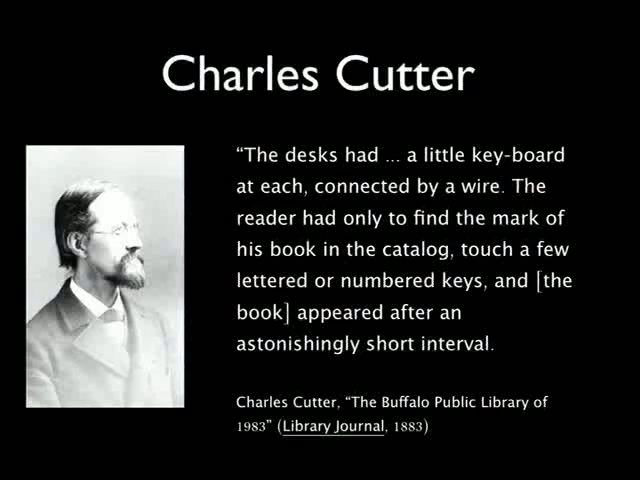 Charles Cutter
“The desks had ... a little key-board
at each, connected by a wire. The
reader had only to find the mark of
his book in the catalog, touch a few
lettered or numbered keys, and [the
book] appeared after an
astonishingly short interval.
Charles Cutter, “The Buffalo Public Library of
1983” (Library Journal, 1883)